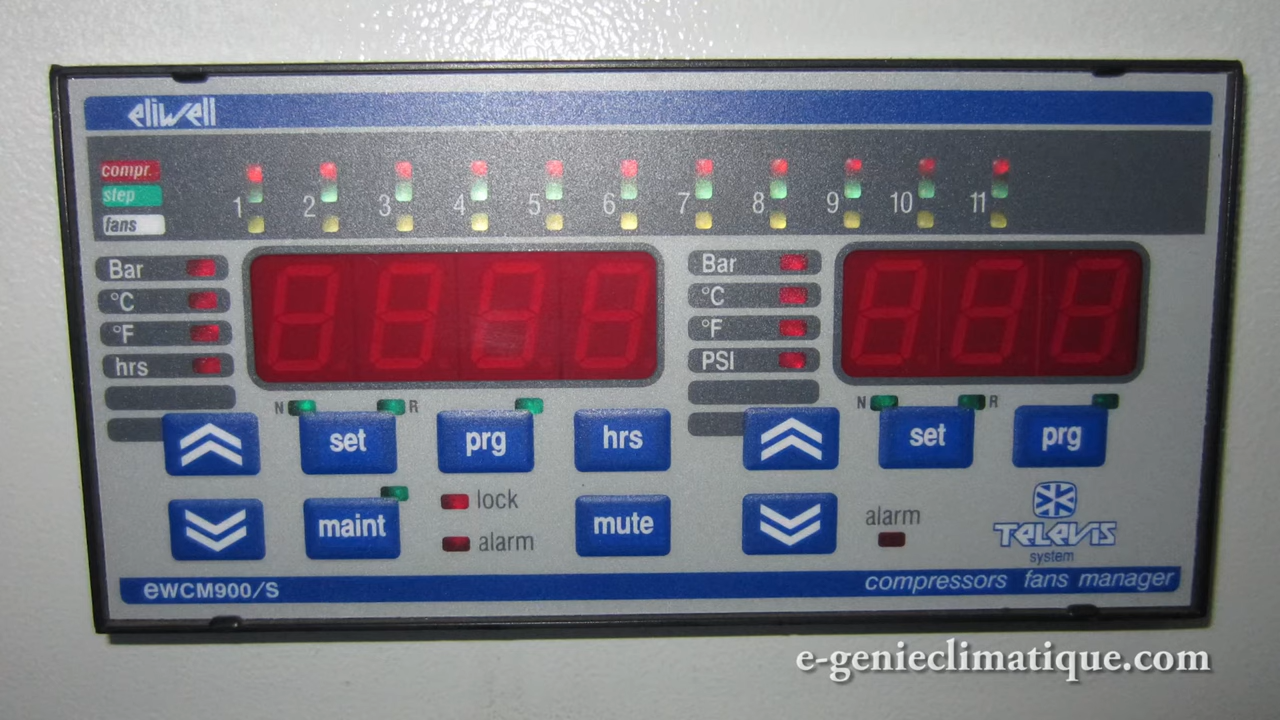 eliwell
compr.
step
fans
1 2 3 4 5 6 7 8 9 10 11
Bar
°C
°F
hrs
Bar
°C
°F
PSI
N R
set prg hrs
maint
lock
alarm
mute
N R
set prg
alarm
TELEVIS
system
eWCM900/S
compressors fans manager
e-genieclimatique.com